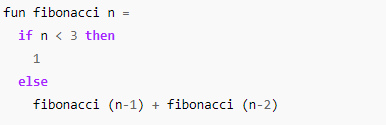 fun fibonacci n =
  if n < 3 then
    1
  else
    fibonacci (n-1) + fibonacci (n-2)